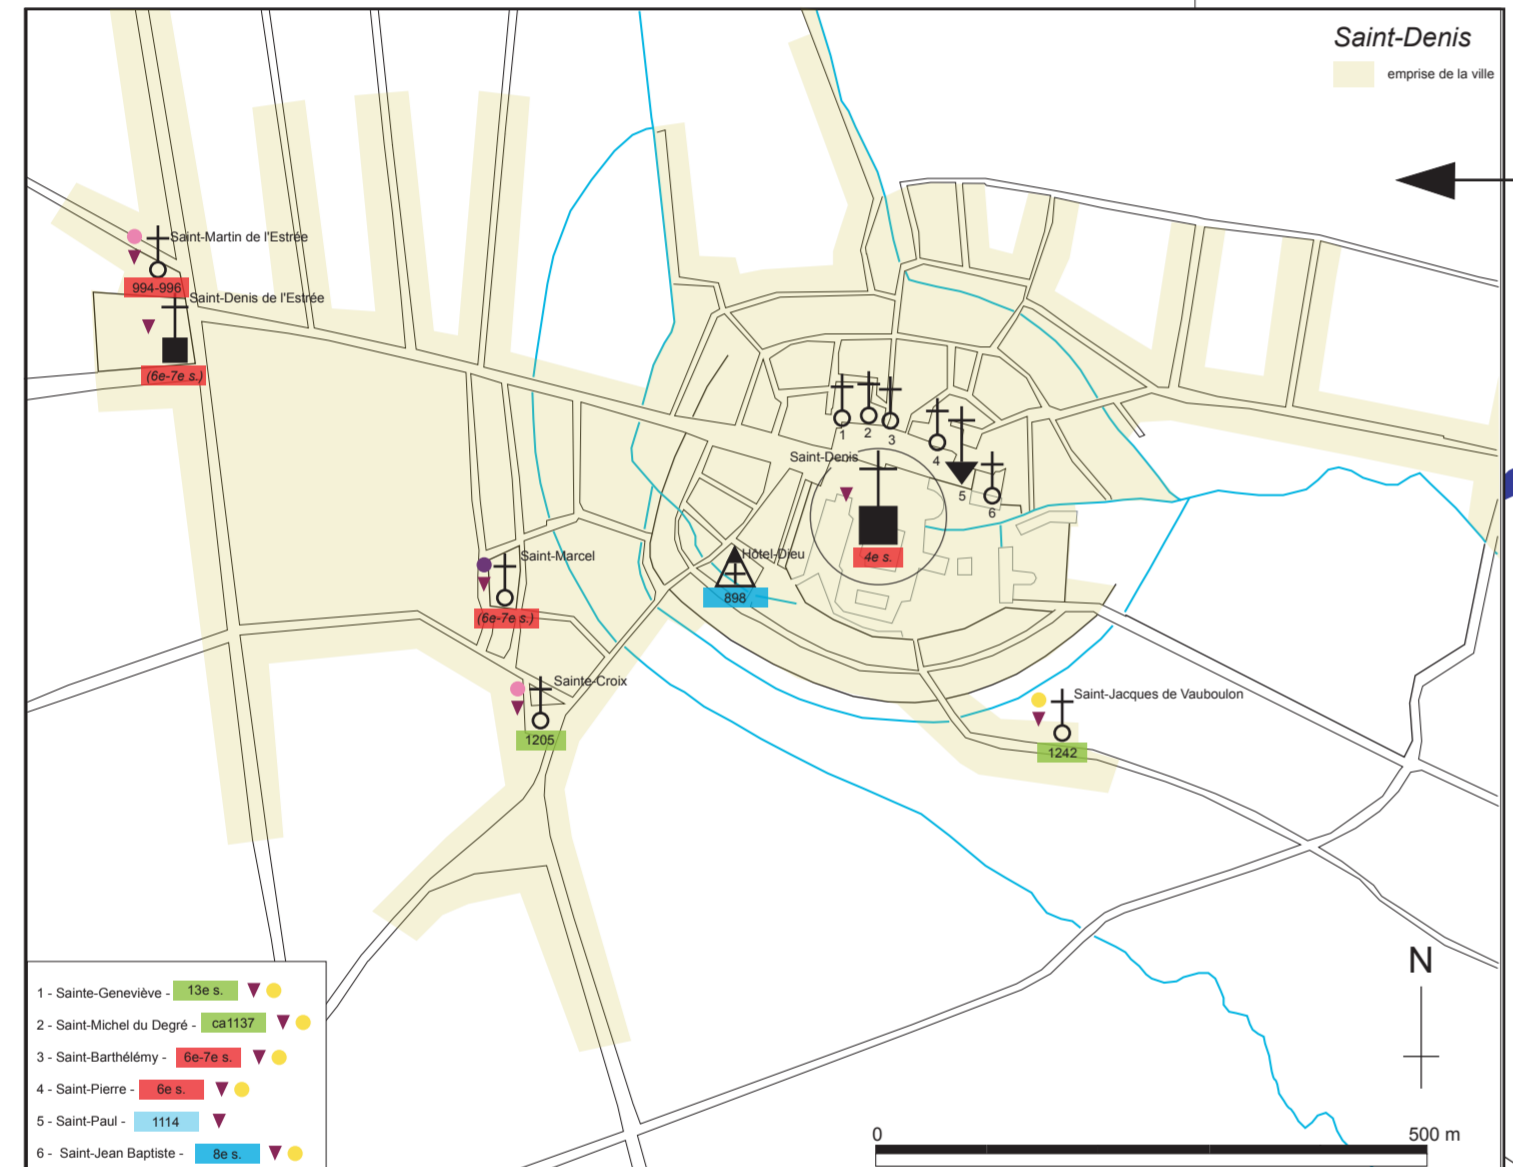 Saint-Denis
emprise de la ville
Saint-Martin de l'Estrée
994-996
Saint-Denis de l'Estrée
(6e-7e s.)
1
2
3
4
5
6
Saint-Denis
4e s.
Hôtel-Dieu
898
Saint-Marcel
(6e-7e s.)
Sainte-Croix
1205
Saint-Jacques de Vauboulon
1242
1 - Sainte-Geneviève - 13e s.
2 - Saint-Michel du Degré - ca1137
3 - Saint-Barthélémy - 6e-7e s.
4 - Saint-Pierre - 6e s.
5 - Saint-Paul - 1114
6 - Saint-Jean Baptiste - 8e s.
N
0 500 m